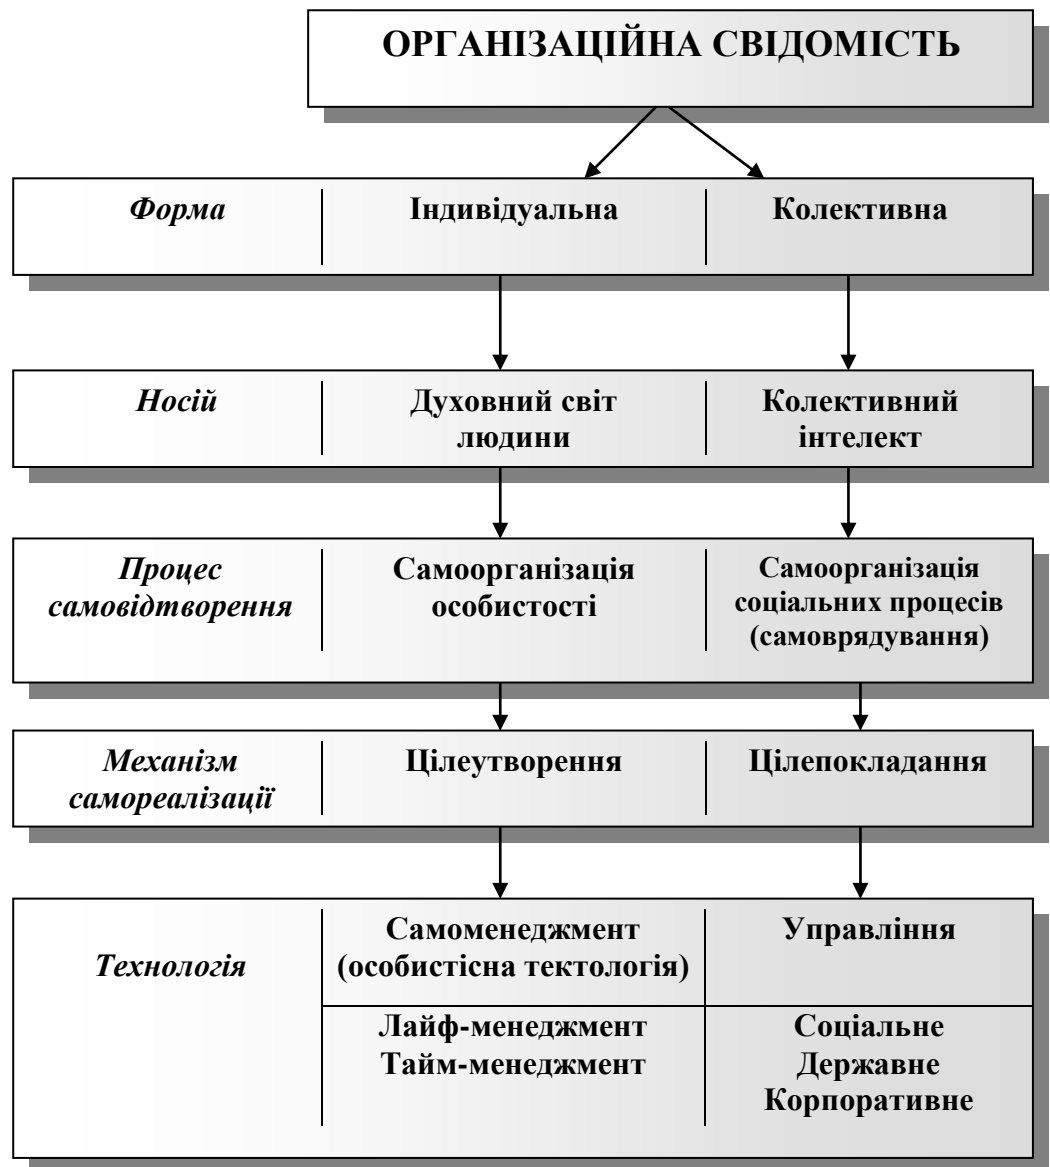 ОРГАНІЗАЦІЙНА СВІДОМІСТЬ
Форма
Індивідуальна
Колективна
Носій
Духовний світ
людини
Колективний
інтелект
Процес
самовідтворення
Самоорганізація
особистості
Самоорганізація
соціальних процесів
(самоврядування)
Механізм
самореалізації
Цілеутворення
Цілепокладання
Технологія
Самоменеджмент
(особистісна тектологія)
Управління
Лайф-менеджмент
Тайм-менеджмент
Соціальне
Державне
Корпоративне